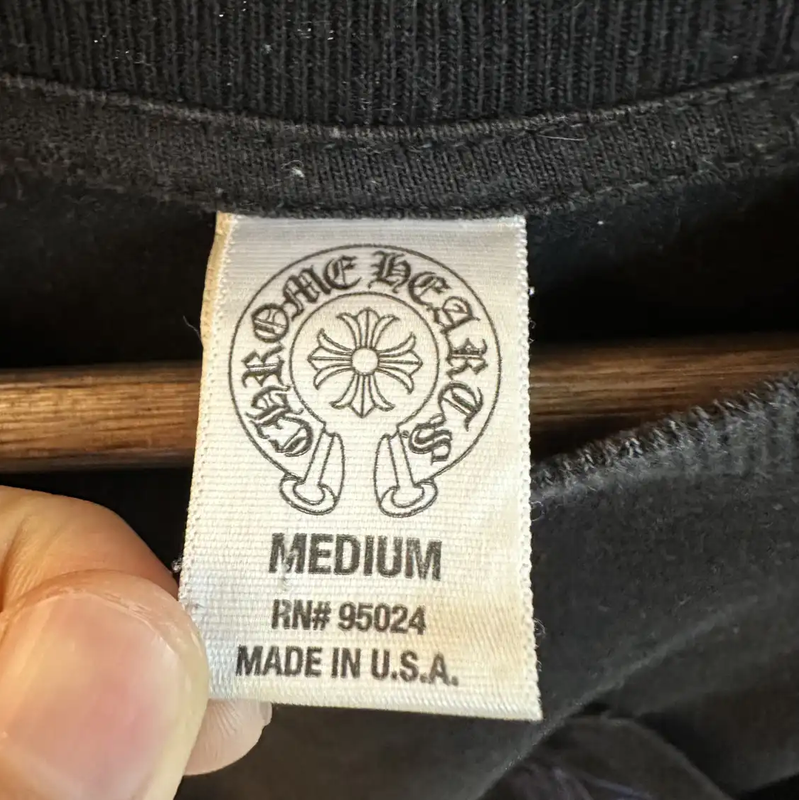 CHROME HEARTS
MEDIUM
RN# 95024
MADE IN U.S.A.